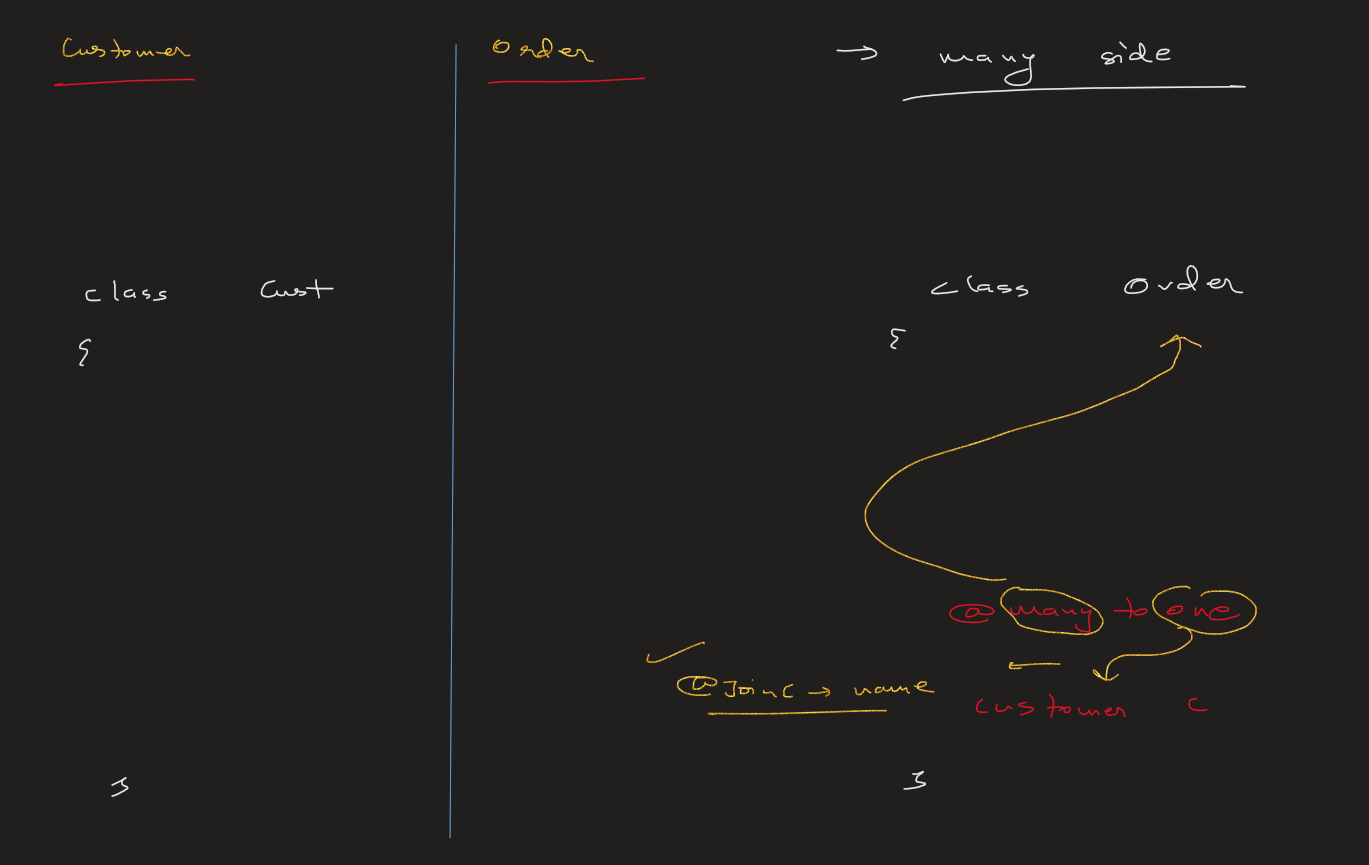 Customer
Order → many side
class Cust
{
}
class Order
{
@many to one
@JoinC → name
customer c
}